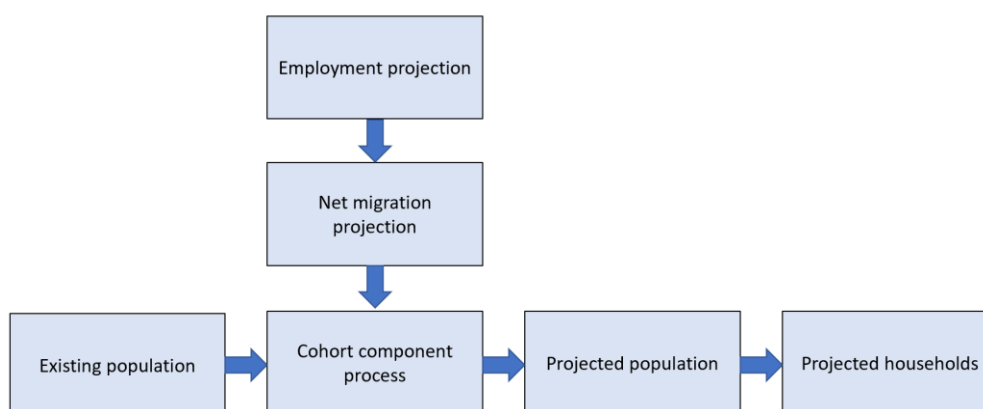 Employment projection
Net migration
projection
Existing population
Cohort component
process
Projected population
Projected households